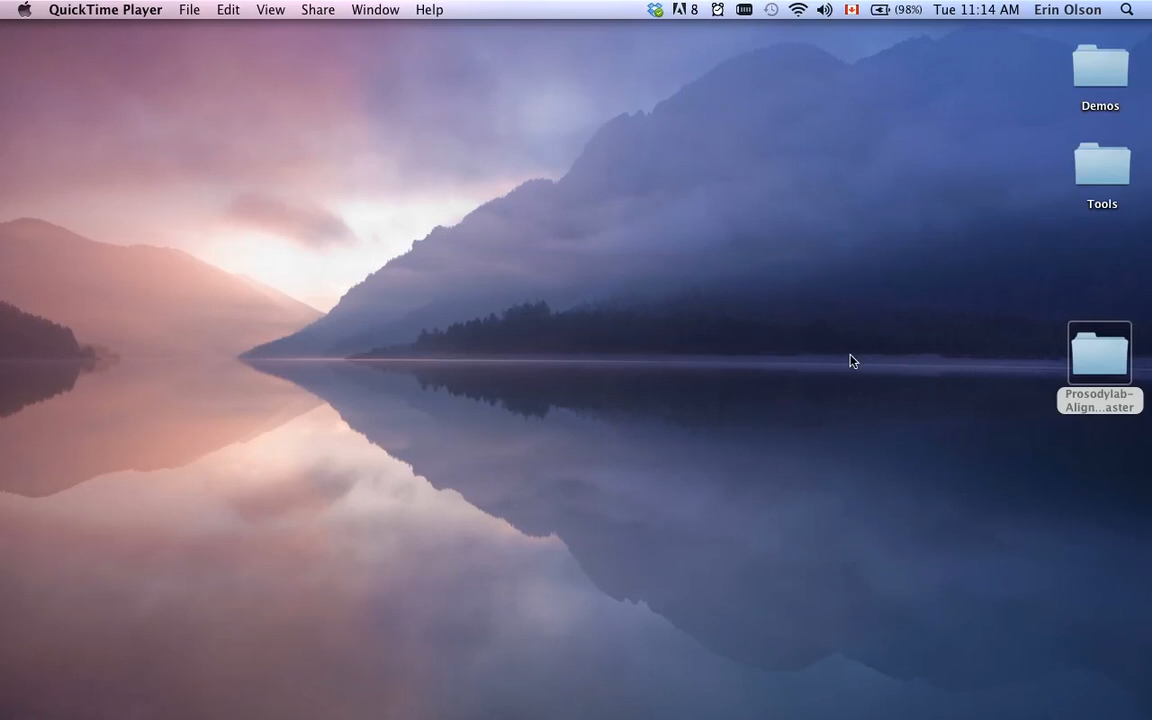 QuickTime Player File Edit View Share Window Help 8 (98%) Tue 11:14 AM Erin Olson
Demos
Tools
Prosodylab-
Align...aster